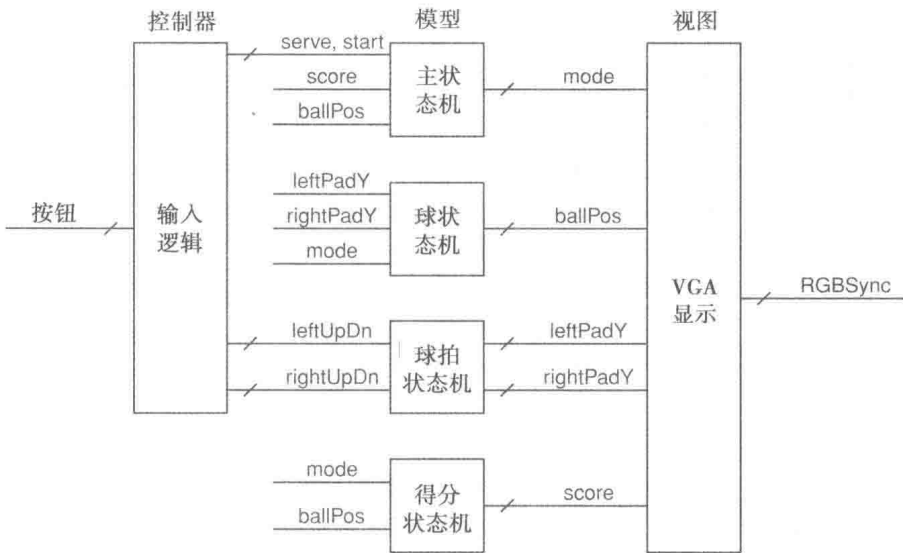 控制器
模型
视图
serve, start
score
ballPos
主状
态机
mode
leftPadY
rightPadY
mode
球状
态机
ballPos
按钮
输入
逻辑
VGA
显示
RGBSync
leftUpDn
rightUpDn
球拍
状态机
leftPadY
rightPadY
mode
ballPos
得分
状态机
score